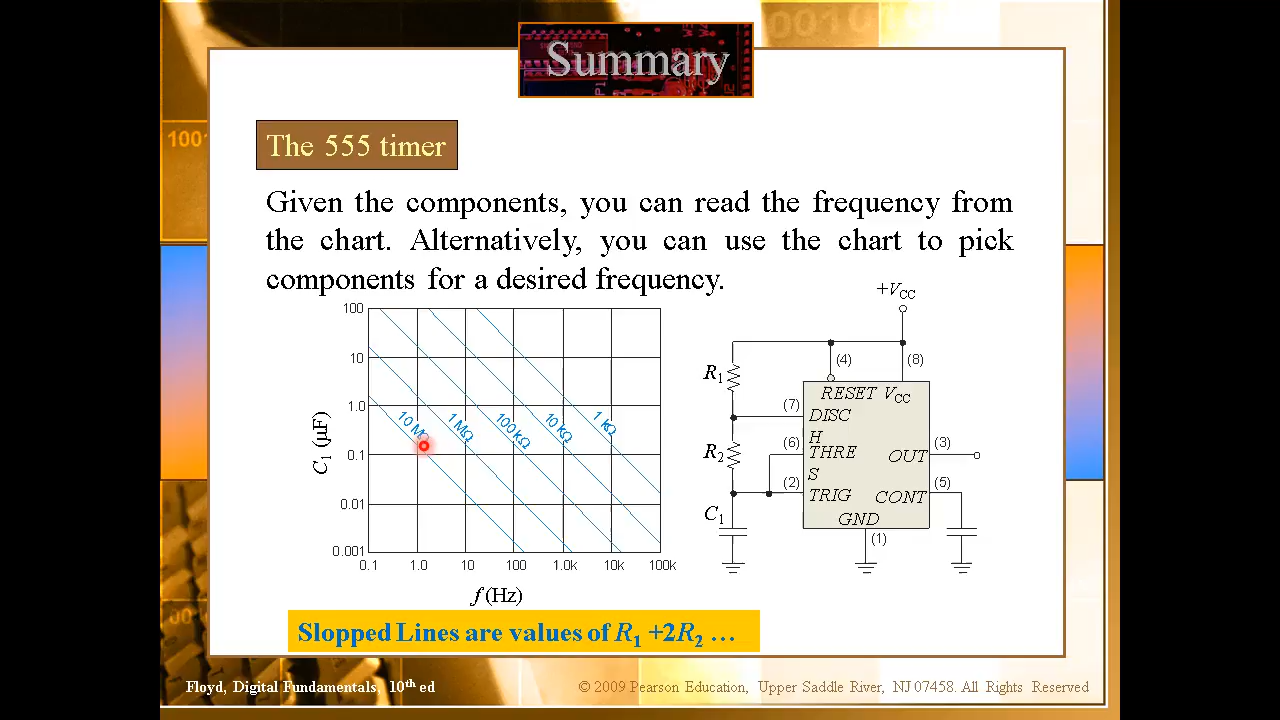 Summary
The 555 timer
Given the components, you can read the frequency from
the chart. Alternatively, you can use the chart to pick
components for a desired frequency.
+VCC
100
10
1.0
0.1
0.01
0.001
C1 (μF)
10 MΩ
1 MΩ
100 kΩ
10 kΩ
1 kΩ
0.1 1.0 10 100 1.0k 10k 100k
f (Hz)
R1
R2
C1
(4)
(8)
RESET VCC
(7)
DISC
H
(6)
THRE
S
OUT
(3)
(2)
TRIG
CONT
(5)
GND
(1)
Slopped Lines are values of R1 +2R2 …
Floyd, Digital Fundamentals, 10th ed
© 2009 Pearson Education, Upper Saddle River, NJ 07458. All Rights Reserved